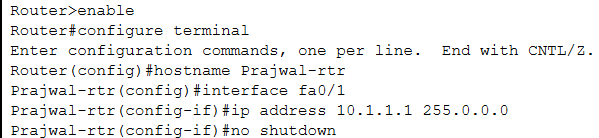 Router>enable
Router#configure terminal
Enter configuration commands, one per line.  End with CNTL/Z.
Router(config)#hostname Prajwal-rtr
Prajwal-rtr(config)#interface fa0/1
Prajwal-rtr(config-if)#ip address 10.1.1.1 255.0.0.0
Prajwal-rtr(config-if)#no shutdown